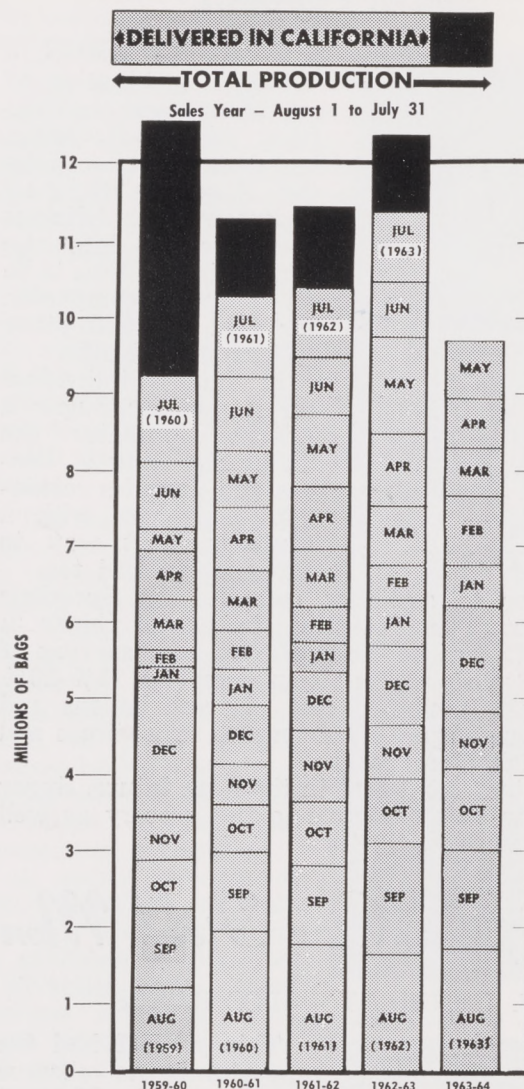 DELIVERED IN CALIFORNIA
TOTAL PRODUCTION
Sales Year – August 1 to July 31
MILLIONS OF BAGS
12
11
10
9
8
7
6
5
4
3
2
1
0
JUL
(1960)
JUN
MAY
APR
MAR
FEB
JAN
DEC
NOV
OCT
SEP
AUG
(1959)
1959-60
JUL
(1961)
JUN
MAY
APR
MAR
FEB
JAN
DEC
NOV
OCT
SEP
AUG
(1960)
1960-61
JUL
(1962)
JUN
MAY
APR
MAR
FEB
JAN
DEC
NOV
OCT
SEP
AUG
(1961)
1961-62
JUL
(1963)
JUN
MAY
APR
MAR
FEB
JAN
DEC
NOV
OCT
SEP
AUG
(1962)
1962-63
MAY
APR
MAR
FEB
JAN
DEC
NOV
OCT
SEP
AUG
(1963)
1963-64